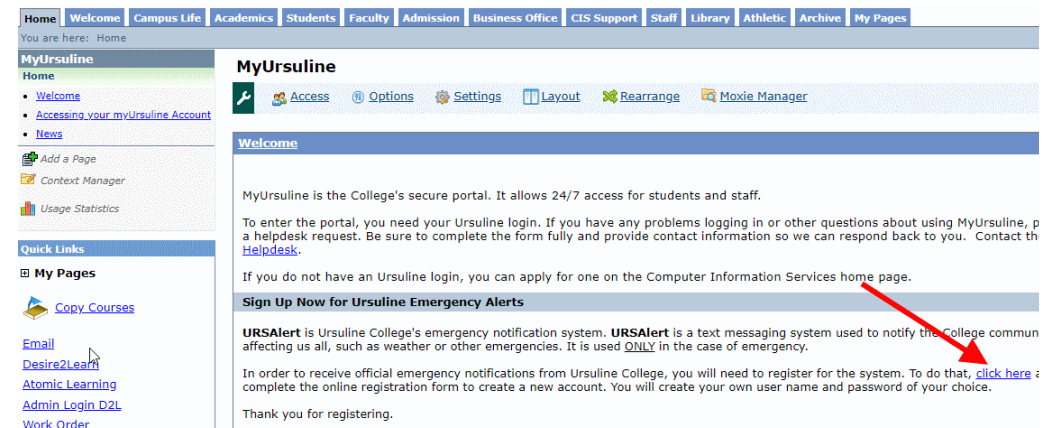 Home Welcome Campus Life Academics Students Faculty Admission Business Office CIS Support Staff Library Athletic Archive My Pages
You are here: Home
MyUrsuline
Home
Welcome
Accessing your myUrsuline Account
News
Add a Page
Context Manager
Usage Statistics
Quick Links
My Pages
Copy Courses
Email
Desire2Learn
Atomic Learning
Admin Login D2L
Work Order
MyUrsuline
Access Options Settings Layout Rearrange Moxie Manager
Welcome
MyUrsuline is the College's secure portal. It allows 24/7 access for students and staff.
To enter the portal, you need your Ursuline login. If you have any problems logging in or other questions about using MyUrsuline, p
a helpdesk request. Be sure to complete the form fully and provide contact information so we can respond back to you. Contact the
Helpdesk.
If you do not have an Ursuline login, you can apply for one on the Computer Information Services home page.
Sign Up Now for Ursuline Emergency Alerts
URSAlert is Ursuline College's emergency notification system. URSAlert is a text messaging system used to notify the College commun
affecting us all, such as weather or other emergencies. It is used ONLY in the case of emergency.
In order to receive official emergency notifications from Ursuline College, you will need to register for the system. To do that, click here a
complete the online registration form to create a new account. You will create your own user name and password of your choice.
Thank you for registering.